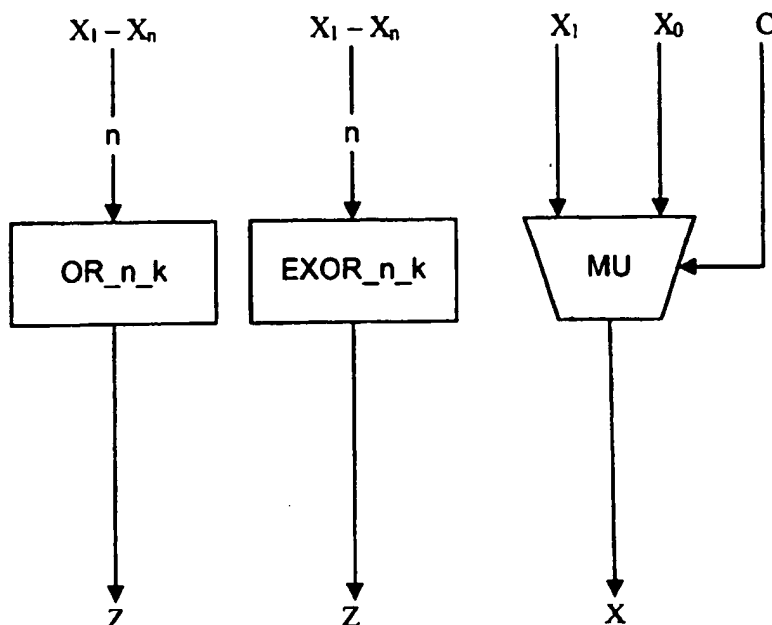 X₁ – Xₙ X₁ – Xₙ X₁ X₀ C
n n
OR_n_k EXOR_n_k MU
Z Z X